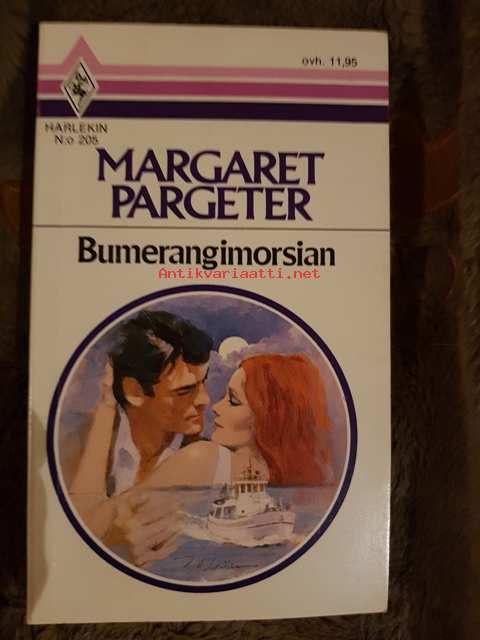 ovh. 11,95
HARLEKIN
N:o 205
MARGARET
PARGETER
Bumerangimorsian
Antikvariaatti.net